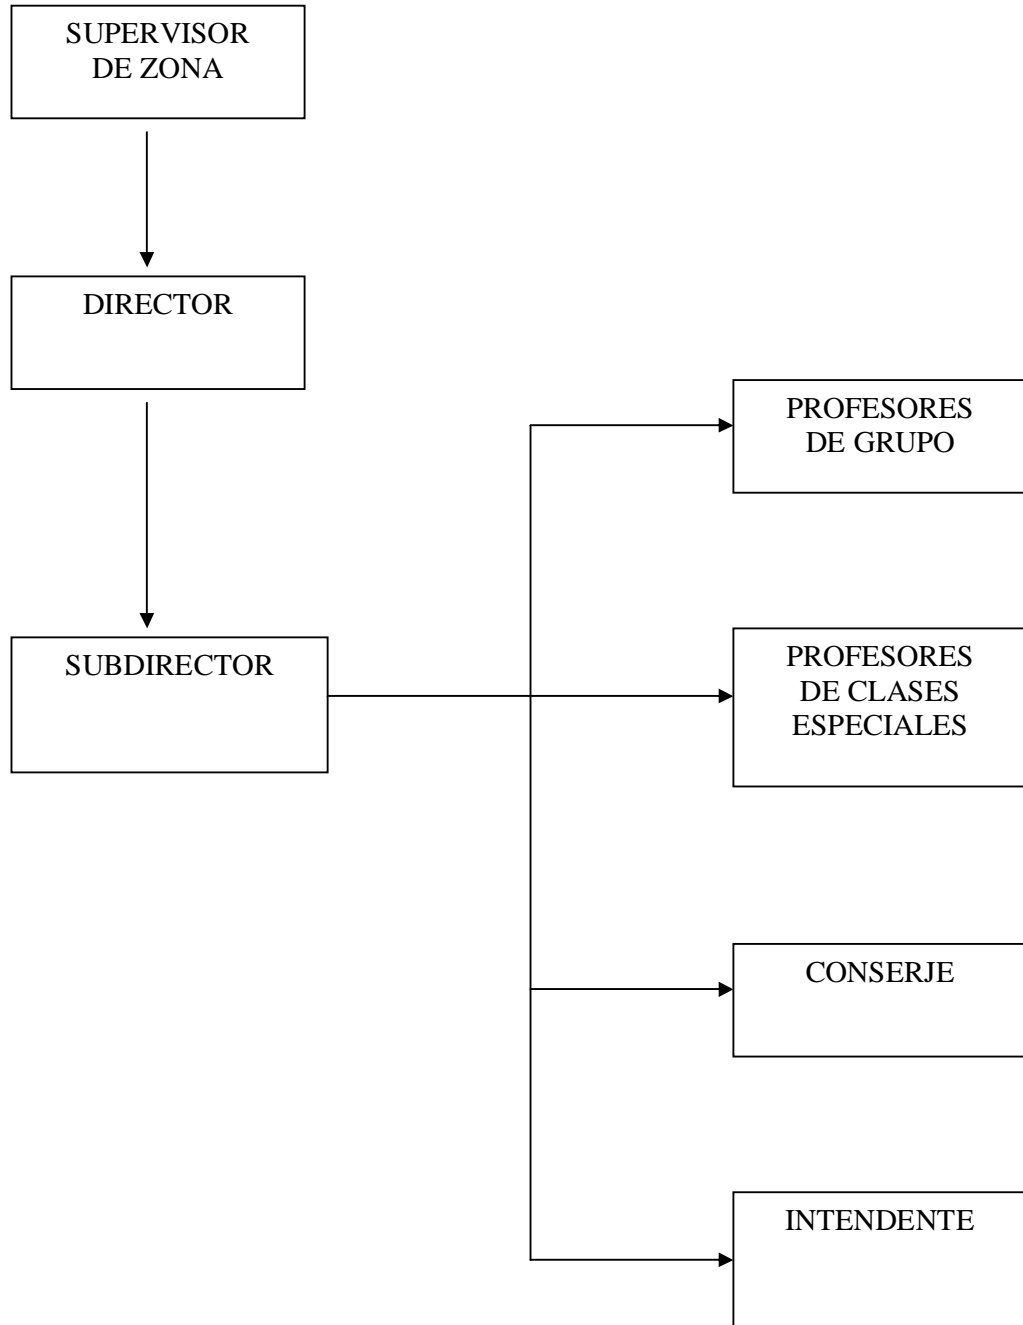 SUPERVISOR
DE ZONA
DIRECTOR
SUBDIRECTOR
PROFESORES
DE GRUPO
PROFESORES
DE CLASES
ESPECIALES
CONSERJE
INTENDENTE